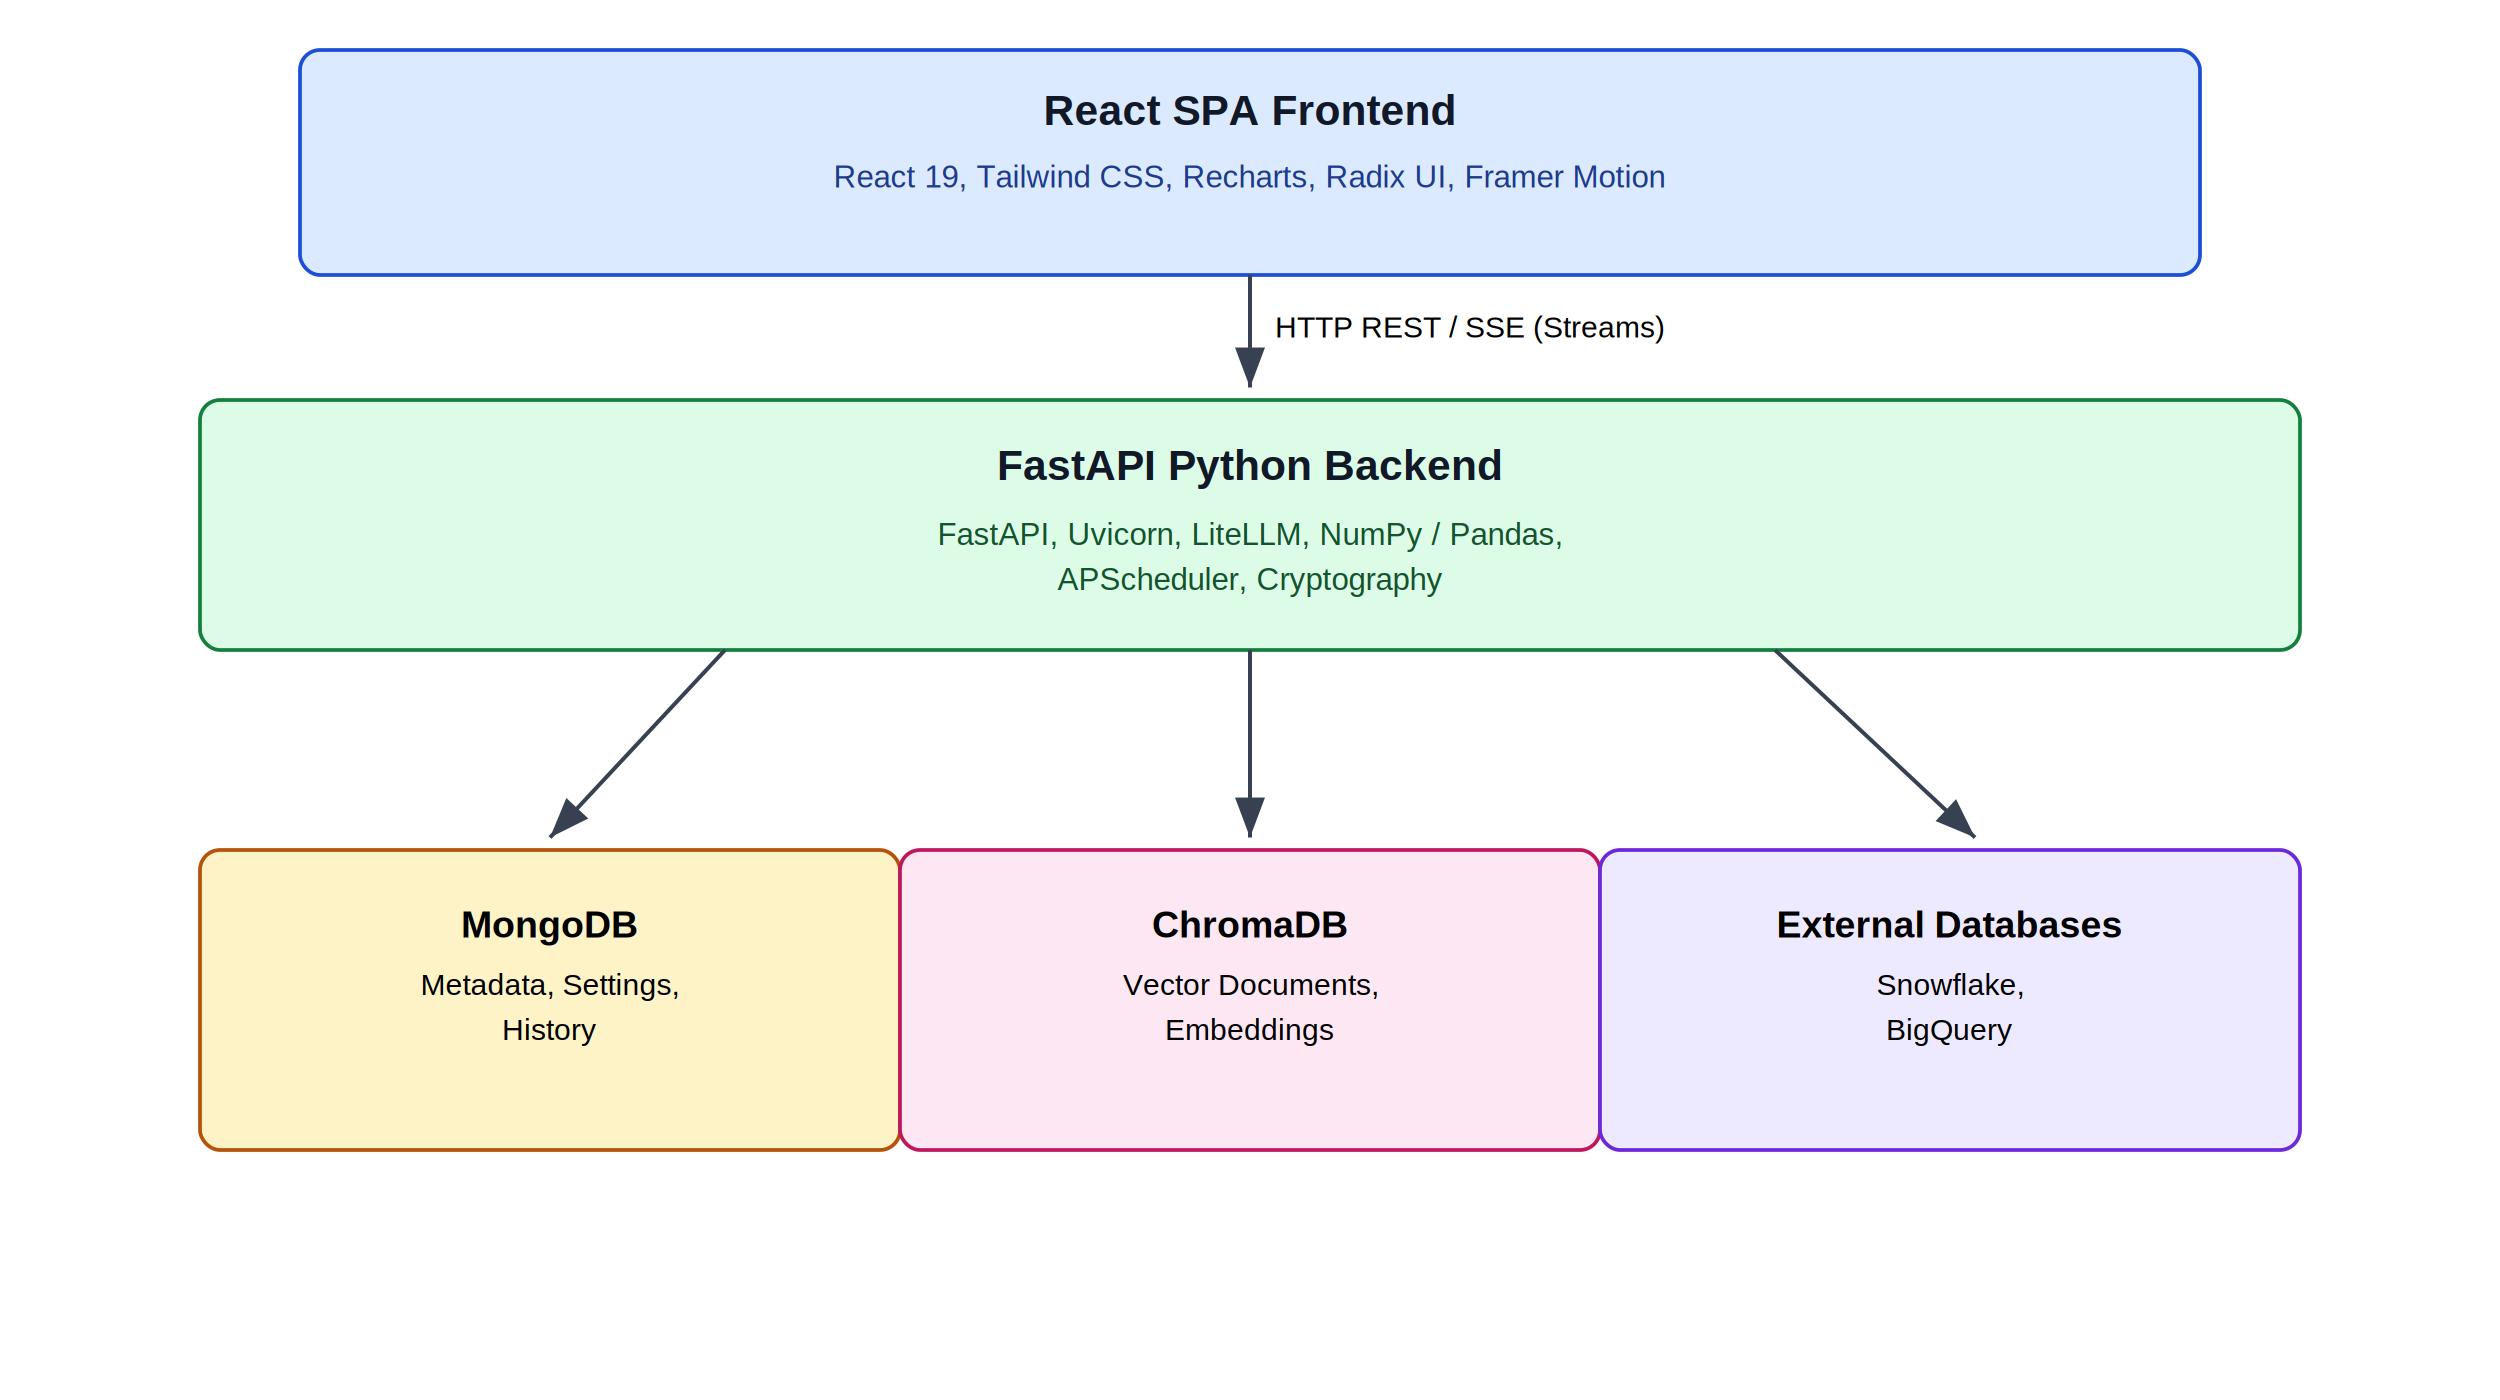 React SPA Frontend
React 19, Tailwind CSS, Recharts, Radix UI, Framer Motion
HTTP REST / SSE (Streams)
FastAPI Python Backend
FastAPI, Uvicorn, LiteLLM, NumPy / Pandas,
APScheduler, Cryptography
MongoDB
Metadata, Settings,
History
ChromaDB
Vector Documents,
Embeddings
External Databases
Snowflake,
BigQuery